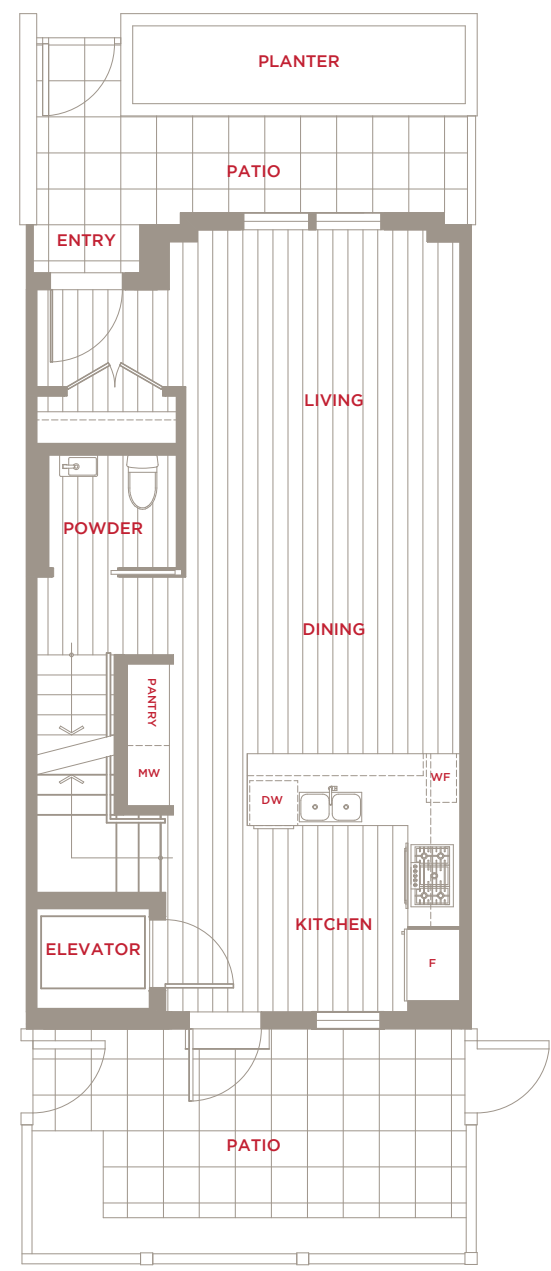 PLANTER
PATIO
ENTRY
LIVING
POWDER
DINING
PANTRY
MW
WF
DW
KITCHEN
ELEVATOR
F
PATIO